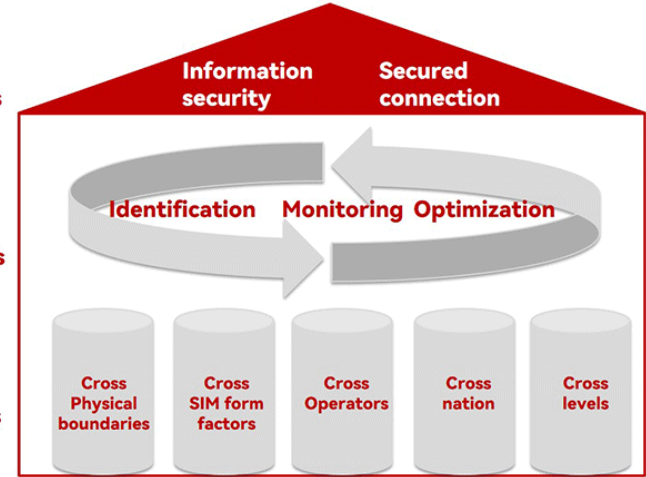 Information
security
Secured
connection
s
Identification Monitoring Optimization
s
Cross
Physical
boundaries
Cross
SIM form
factors
Cross
Operators
Cross
nation
Cross
levels
s